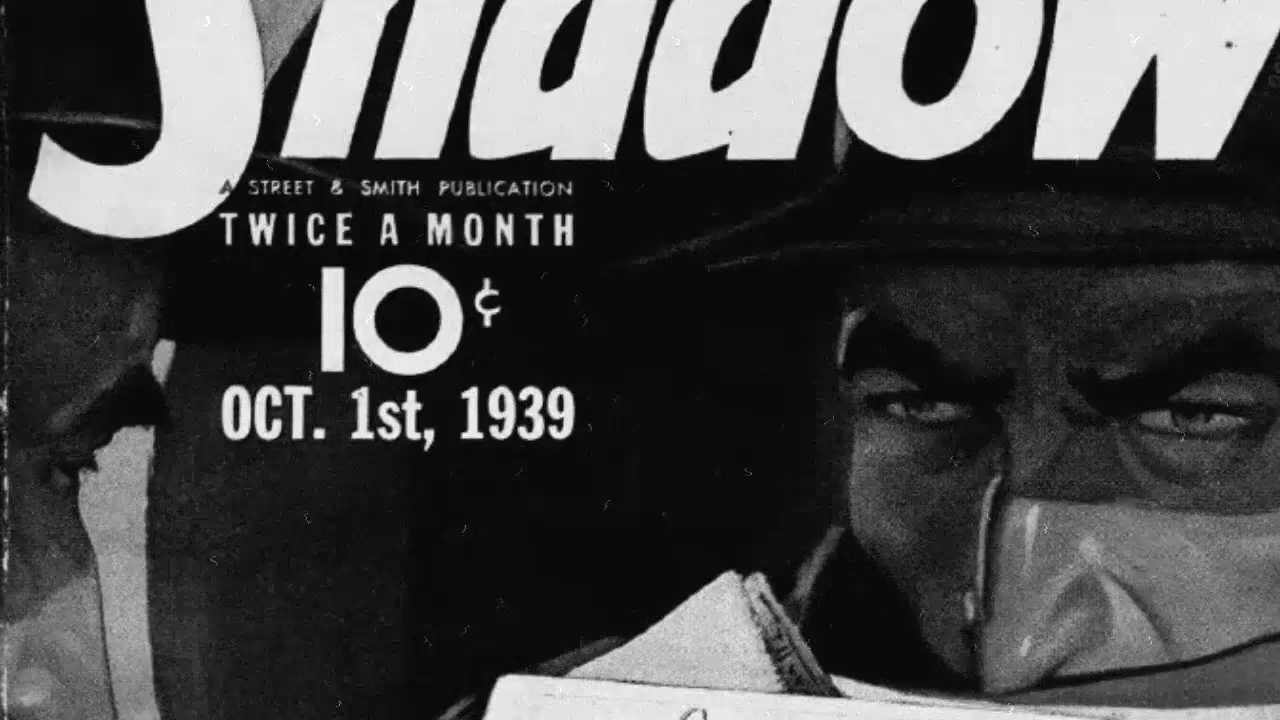 Shadow
A STREET & SMITH PUBLICATION
TWICE A MONTH
10¢
OCT. 1st, 1939